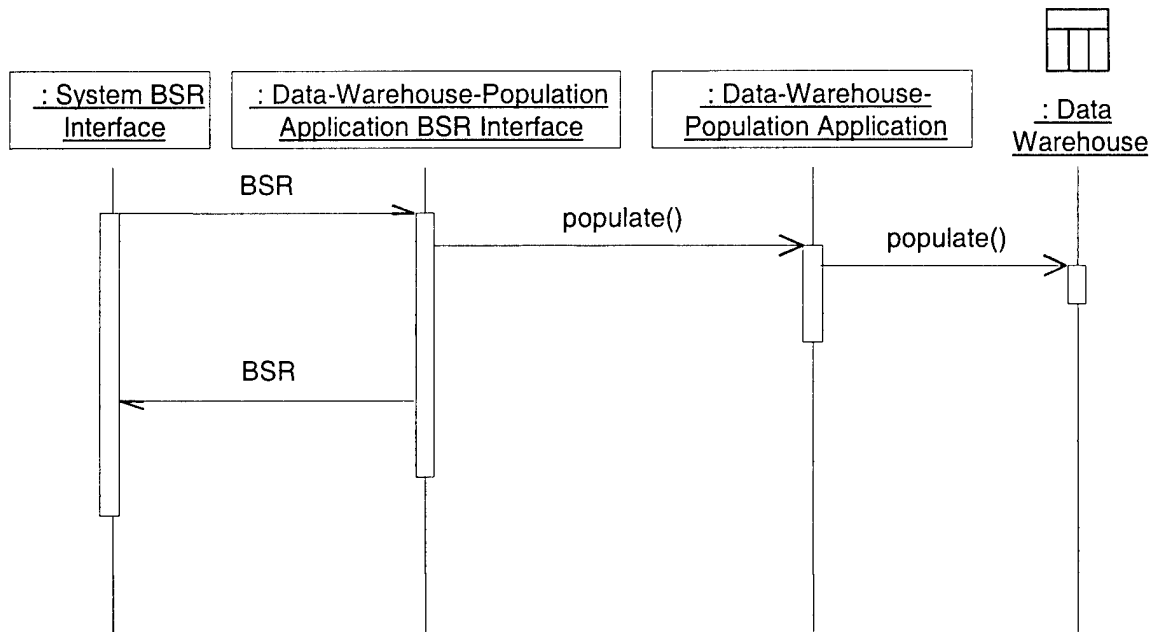 : System BSR
Interface
: Data-Warehouse-Population
Application BSR Interface
: Data-Warehouse-
Population Application
: Data
Warehouse
BSR
populate()
populate()
BSR